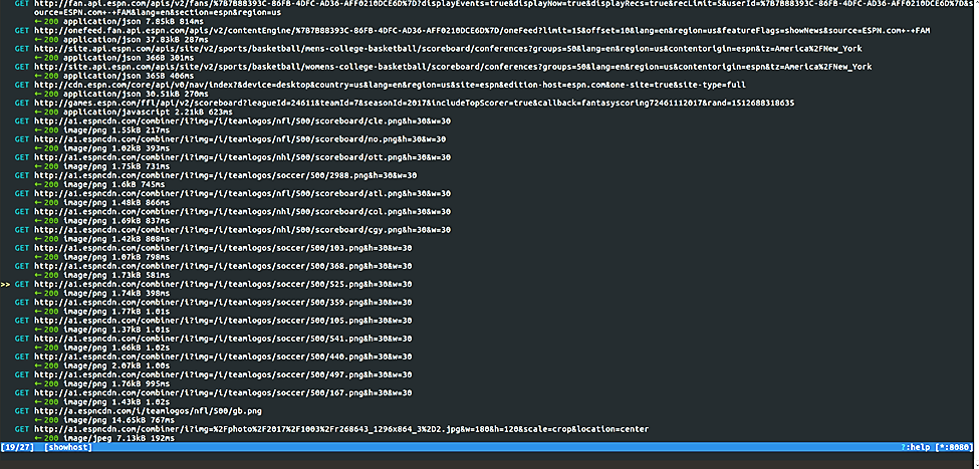 GET http://fan.api.espn.com/apis/v2/fans/%7B7B88393C-86FB-4DFC-AD36-AFF0210DCE6D%7D?displayEvents=true&displayNow=true&displayRecs=true&recLimit=5&userId=%7B7B88393C-86FB-4DFC-AD36-AFF0210DCE6D%7D&s
ource=ESPN.com+-+FAM&lang=en&section=espn&region=us
← 200 application/json 7.85kB 814ms
GET http://onefeed.fan.api.espn.com/apis/v2/contentEngine/%7B7B88393C-86FB-4DFC-AD36-AFF0210DCE6D%7D/oneFeed?limit=15&offset=10&lang=en&region=us&featureFlags=showNews&source=ESPN.com+-+FAM
← 200 application/json 37.83kB 287ms
GET http://site.api.espn.com/apis/site/v2/sports/basketball/mens-college-basketball/scoreboard/conferences?groups=50&lang=en&region=us&contentorigin=espn&tz=America%2FNew_York
← 200 application/json 366B 301ms
GET http://site.api.espn.com/apis/site/v2/sports/basketball/womens-college-basketball/scoreboard/conferences?groups=50&lang=en&region=us&contentorigin=espn&tz=America%2FNew_York
← 200 application/json 365B 406ms
GET http://cdn.espn.com/core/api/v0/nav/index?&device=desktop&country=us&lang=en&region=us&site=espn&edition-host=espn.com&one-site=true&site-type=full
← 200 application/json 30.51kB 270ms
GET http://games.espn.com/ffl/api/v2/scoreboard?leagueId=24611&teamId=7&seasonId=2017&includeTopScorer=true&callback=fantasyscoring72461112017&rand=1512688318635
← 200 application/javascript 2.21kB 623ms
GET http://a1.espncdn.com/combiner/i?img=/i/teamlogos/nfl/500/scoreboard/cle.png&h=30&w=30
← 200 image/png 1.55kB 217ms
GET http://a1.espncdn.com/combiner/i?img=/i/teamlogos/nfl/500/scoreboard/no.png&h=30&w=30
← 200 image/png 1.02kB 393ms
GET http://a1.espncdn.com/combiner/i?img=/i/teamlogos/nhl/500/scoreboard/ott.png&h=30&w=30
← 200 image/png 1.75kB 731ms
GET http://a1.espncdn.com/combiner/i?img=/i/teamlogos/soccer/500/2988.png&h=30&w=30
← 200 image/png 1.6kB 745ms
GET http://a1.espncdn.com/combiner/i?img=/i/teamlogos/nfl/500/scoreboard/atl.png&h=30&w=30
← 200 image/png 1.48kB 866ms
GET http://a1.espncdn.com/combiner/i?img=/i/teamlogos/nhl/500/scoreboard/col.png&h=30&w=30
← 200 image/png 1.69kB 837ms
GET http://a1.espncdn.com/combiner/i?img=/i/teamlogos/nhl/500/scoreboard/cgy.png&h=30&w=30
← 200 image/png 1.42kB 808ms
GET http://a1.espncdn.com/combiner/i?img=/i/teamlogos/soccer/500/103.png&h=30&w=30
← 200 image/png 1.07kB 798ms
GET http://a1.espncdn.com/combiner/i?img=/i/teamlogos/soccer/500/368.png&h=30&w=30
← 200 image/png 1.73kB 581ms
>> GET http://a1.espncdn.com/combiner/i?img=/i/teamlogos/soccer/500/525.png&h=30&w=30
← 200 image/png 1.74kB 398ms
GET http://a1.espncdn.com/combiner/i?img=/i/teamlogos/soccer/500/359.png&h=30&w=30
← 200 image/png 1.77kB 1.01s
GET http://a1.espncdn.com/combiner/i?img=/i/teamlogos/soccer/500/105.png&h=30&w=30
← 200 image/png 1.37kB 1.01s
GET http://a1.espncdn.com/combiner/i?img=/i/teamlogos/soccer/500/541.png&h=30&w=30
← 200 image/png 1.66kB 1.02s
GET http://a1.espncdn.com/combiner/i?img=/i/teamlogos/soccer/500/440.png&h=30&w=30
← 200 image/png 2.07kB 1.00s
GET http://a1.espncdn.com/combiner/i?img=/i/teamlogos/soccer/500/497.png&h=30&w=30
← 200 image/png 1.76kB 995ms
GET http://a1.espncdn.com/combiner/i?img=/i/teamlogos/soccer/500/167.png&h=30&w=30
← 200 image/png 1.43kB 1.02s
GET http://a.espncdn.com/i/teamlogos/nfl/500/gb.png
← 200 image/png 14.65kB 767ms
GET http://a1.espncdn.com/combiner/i?img=%2Fphoto%2F2017%2F1003%2Fr268643_1296x864_3%2D2.jpg&w=180&h=120&scale=crop&location=center
← 200 image/jpeg 7.13kB 192ms
[19/27] [showhost] ?:help [*:8080]